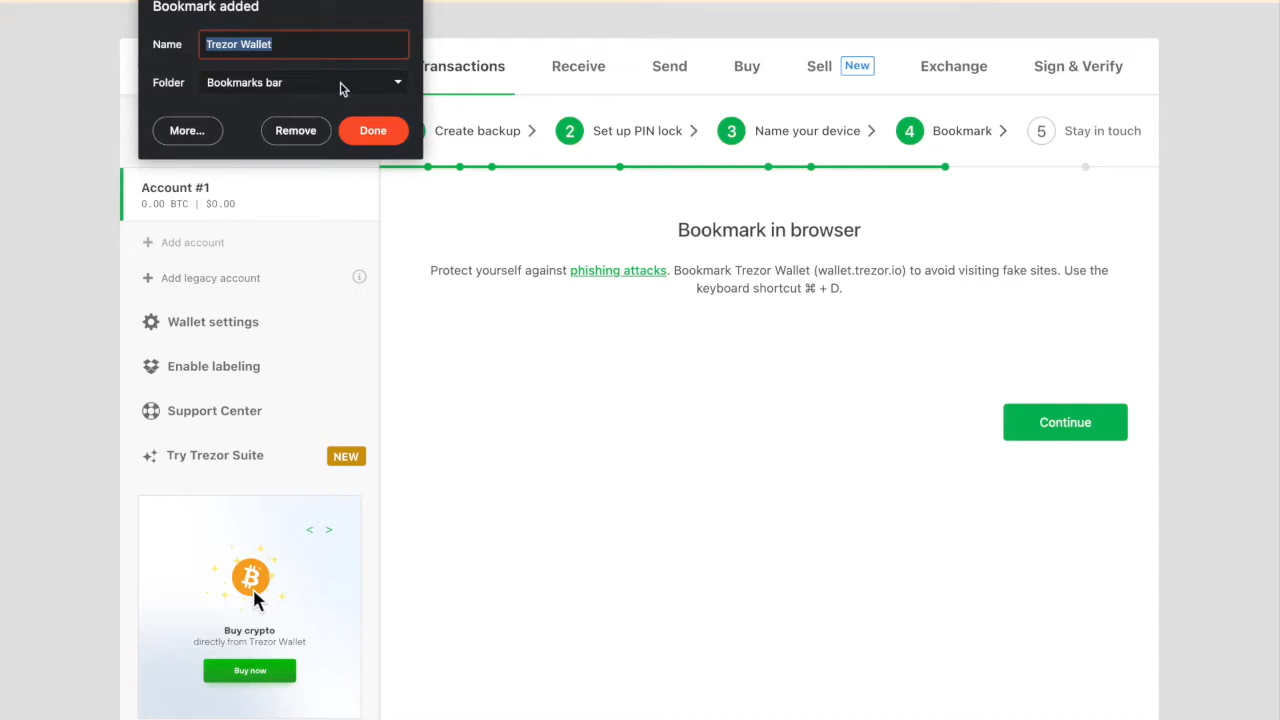 Bookmark added
Name Trezor Wallet
Folder Bookmarks bar
More... Remove Done
Transactions Receive Send Buy Sell New Exchange Sign & Verify
Create backup 2 Set up PIN lock 3 Name your device 4 Bookmark 5 Stay in touch
Account #1
0.00 BTC | $0.00
Add account
Add legacy account
Wallet settings
Enable labeling
Support Center
Try Trezor Suite NEW
Bookmark in browser
Protect yourself against phishing attacks. Bookmark Trezor Wallet (wallet.trezor.io) to avoid visiting fake sites. Use the
keyboard shortcut ⌘ + D.
Continue
< >
Buy crypto
directly from Trezor Wallet
Buy now